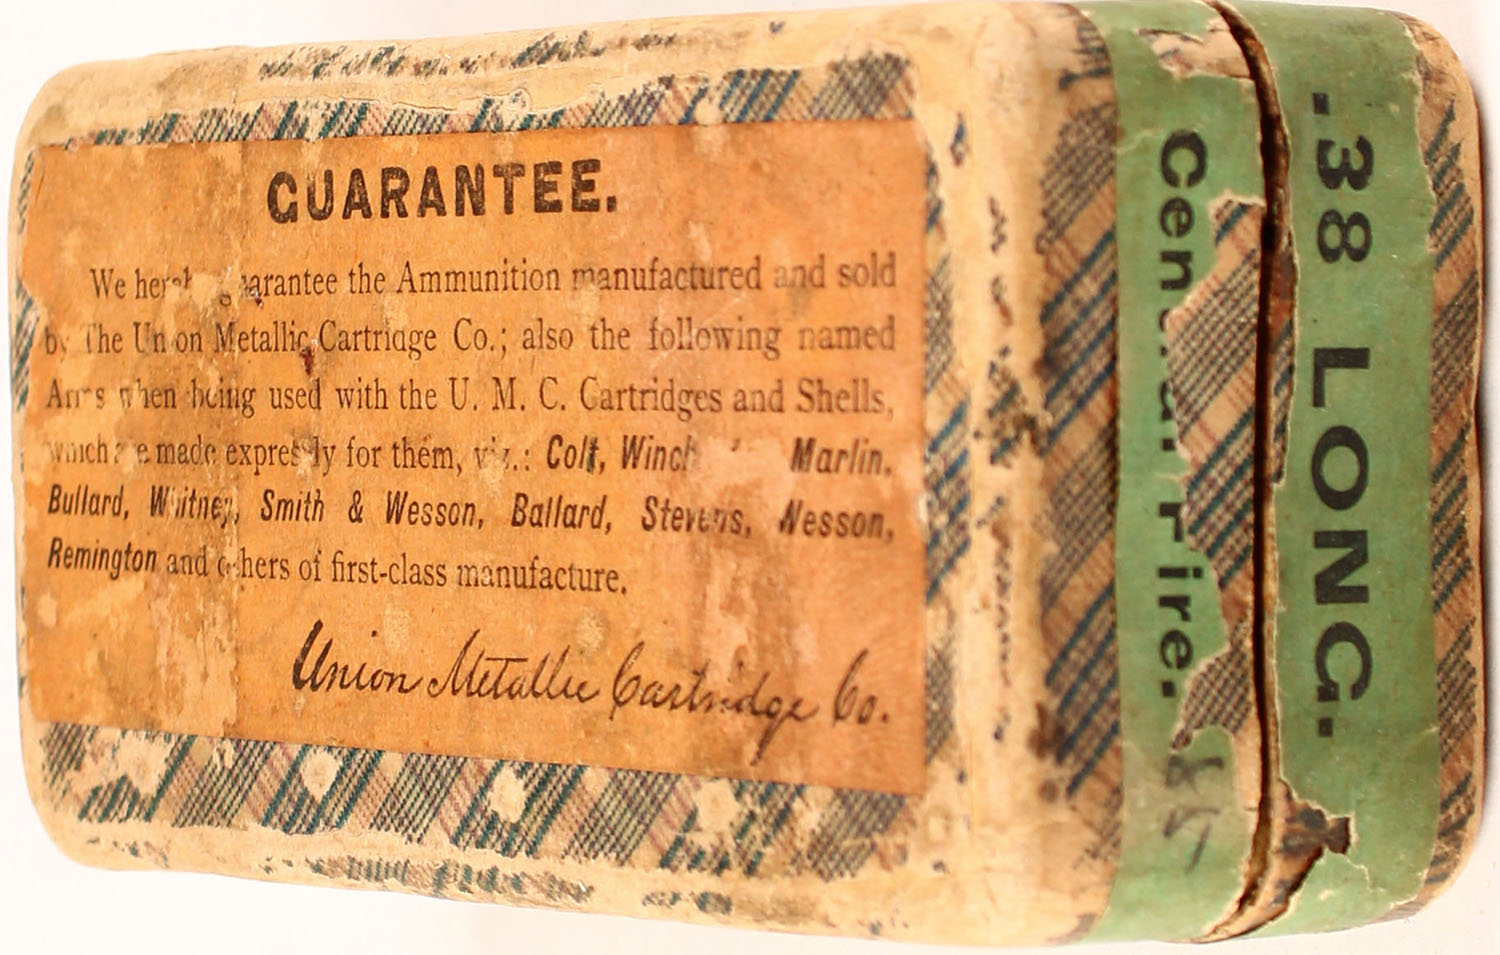 GUARANTEE.
We guarantee the Ammunition manufactured and sold
by The Union Metallic Cartridge Co.; also the following named
Arms when being used with the U. M. C. Cartridges and Shells,
which are made expressly for them, viz.: Colt, Marlin.
Bullard, Whitney, Smith & Wesson, Ballard, Stevens, Wesson,
Remington and others of first-class manufacture.
Union Metallic Cartridge Co.
Central Fire.
.38 LONG.